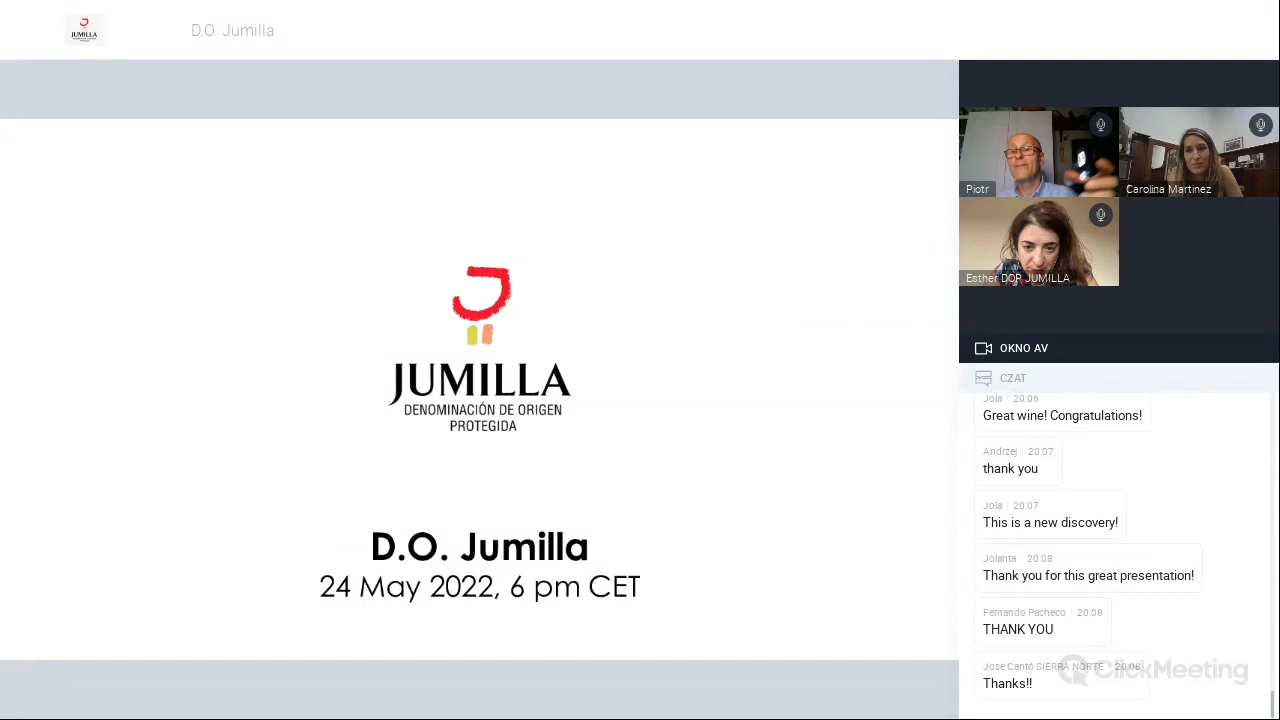 JUMILLA
D.O. Jumilla
JUMILLA
DENOMINACIÓN DE ORIGEN
PROTEGIDA
D.O. Jumilla
24 May 2022, 6 pm CET
Piotr
Carolina Martinez
Esther DOP JUMILLA
OKNO AV
CZAT
Jola 20:06
Great wine! Congratulations!
Andrzej 20:07
thank you
Jola 20:07
This is a new discovery!
Jolanta 20:08
Thank you for this great presentation!
Fernando Pacheco 20:08
THANK YOU
Jose Cantó SIERRA NORTE 20:08
Thanks!!
ClickMeeting